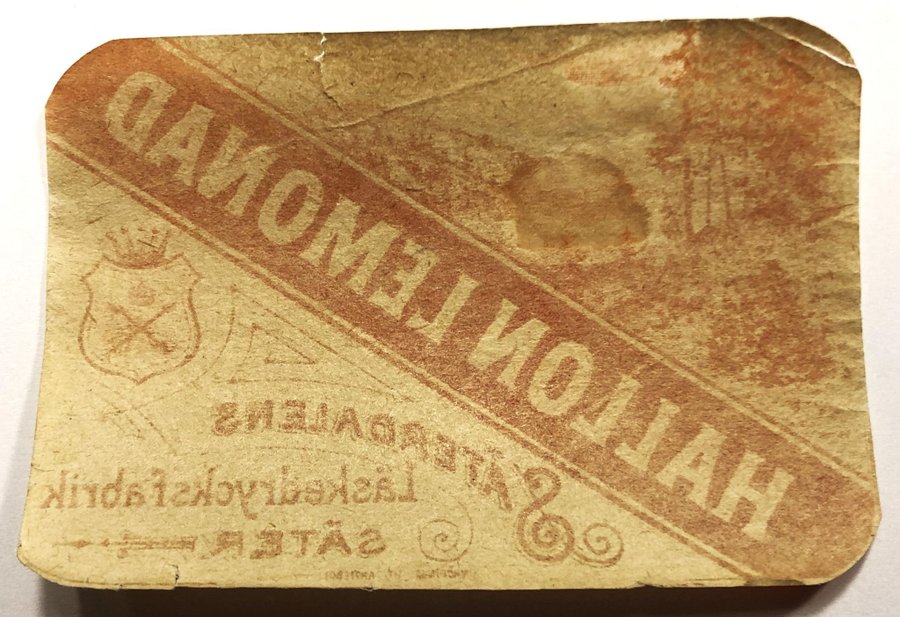 HALLON LEMONAD
SÄTERDALENS
Läskedrycksfabrik
SÄTER.